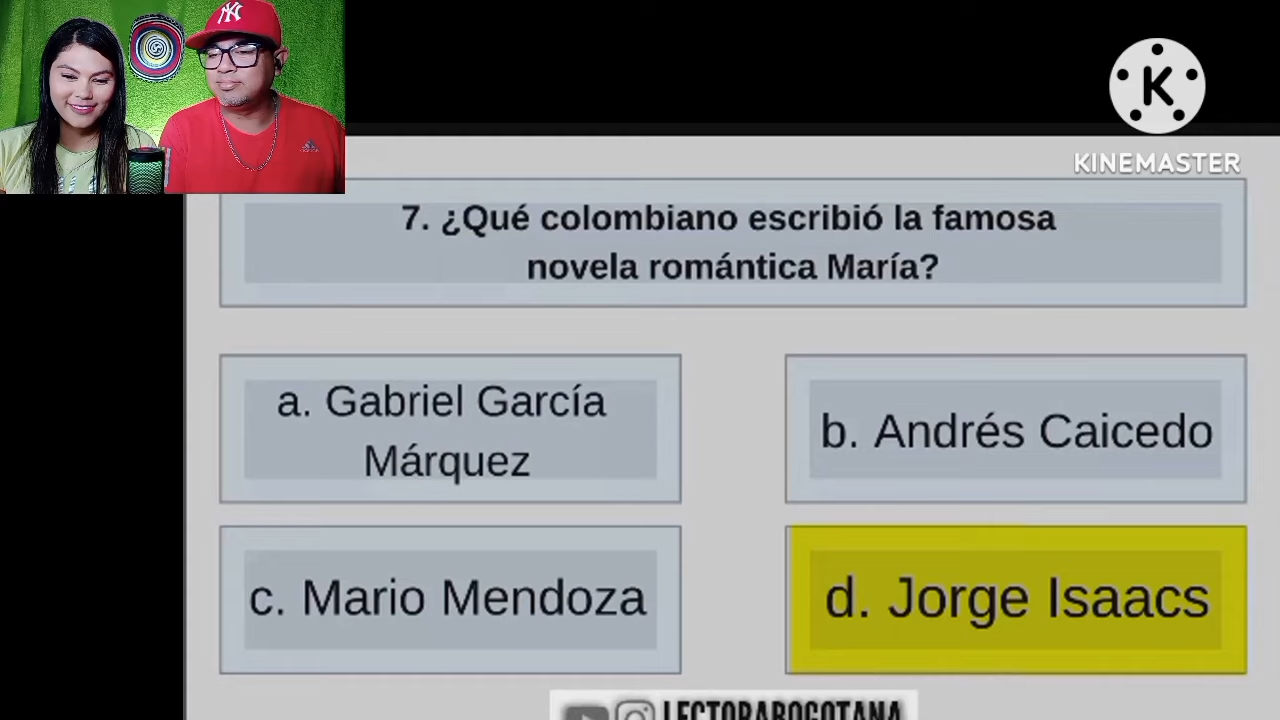 KINEMASTER
7. ¿Qué colombiano escribió la famosa
novela romántica María?
a. Gabriel García
Márquez
b. Andrés Caicedo
c. Mario Mendoza
d. Jorge Isaacs
LECTORABOGOTANA